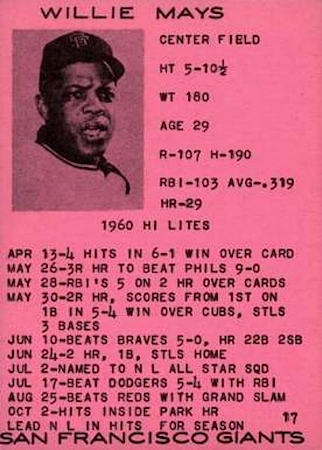 WILLIE MAYS
CENTER FIELD
HT 5-10½
WT 180
AGE 29
R-107 H-190
RBI-103 AVG-.319
HR-29
1960 HI LITES
APR 13-4 HITS IN 6-1 WIN OVER CARD
MAY 26-3R HR TO BEAT PHILS 9-0
MAY 28-RBI'S 5 ON 2 HR OVER CARDS
MAY 30-2R HR, SCORES FROM 1ST ON
1B IN 5-4 WIN OVER CUBS, STLS
3 BASES
JUN 10-BEATS BRAVES 5-0, HR 22B 2SB
JUN 24-2 HR, 1B, STLS HOME
JUL 2-NAMED TO N L ALL STAR SQD
JUL 17-BEAT DODGERS 5-4 WITH RBI
AUG 25-BEATS REDS WITH GRAND SLAM
OCT 2-HITS INSIDE PARK HR
LEAD N L IN HITS FOR SEASON 17
SAN FRANCISCO GIANTS